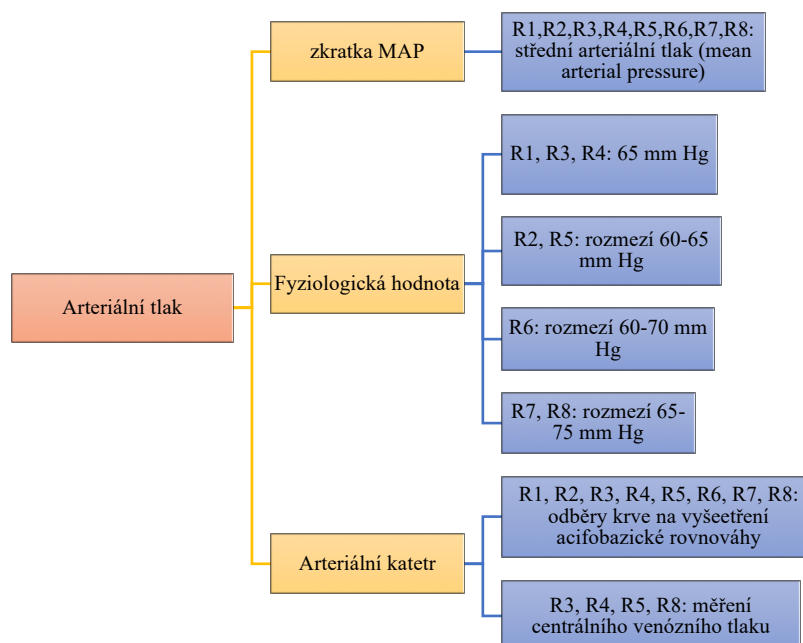 Arteriální tlak
zkratka MAP
R1,R2,R3,R4,R5,R6,R7,R8:
střední arteriální tlak (mean
arterial pressure)
Fyziologická hodnota
R1, R3, R4: 65 mm Hg
R2, R5: rozmezí 60-65
mm Hg
R6: rozmezí 60-70 mm
Hg
R7, R8: rozmezí 65-
75 mm Hg
Arteriální katetr
R1, R2, R3, R4, R5, R6, R7, R8:
odběry krve na vyšeetření
acifobazické rovnováhy
R3, R4, R5, R8: měření
centrálního venózního tlaku